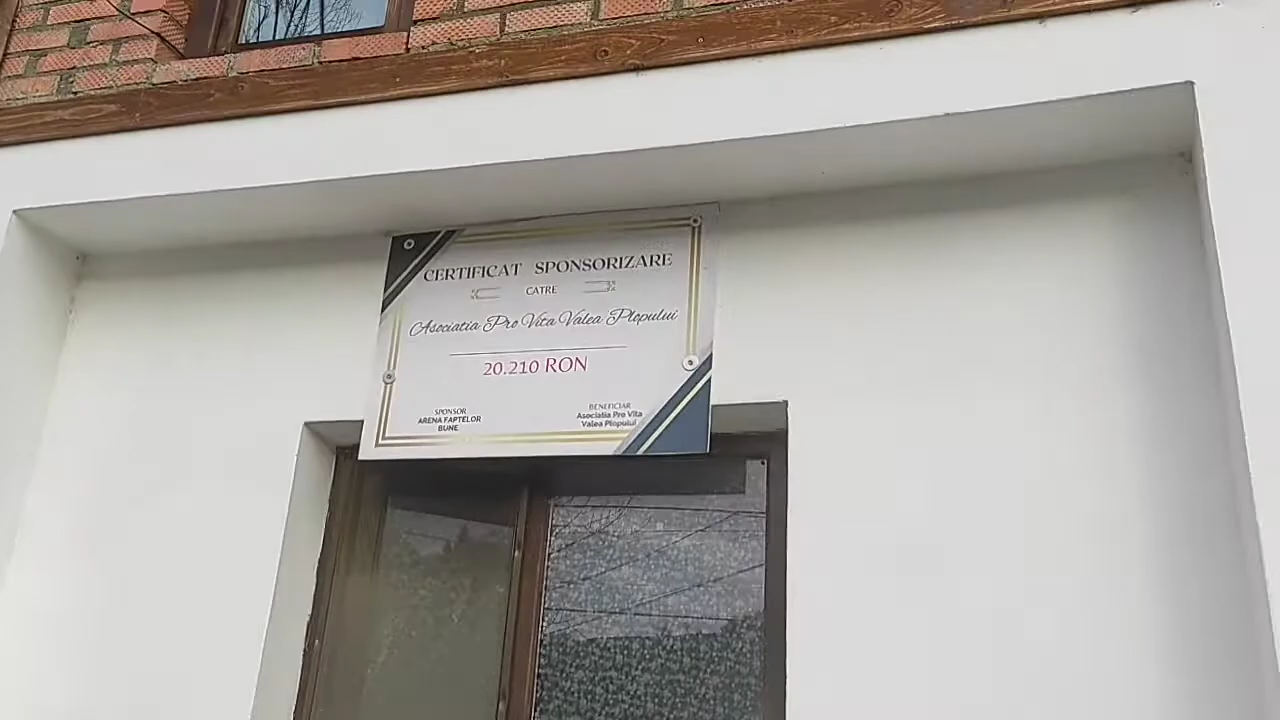 CERTIFICAT SPONSORIZARE
CATRE
Asociatia Pro Vita Valea Plopului
20.210 RON
SPONSOR
ARENA FAPTELOR
BUNE
BENEFICIAR
Asociatia Pro Vita
Valea Plopului